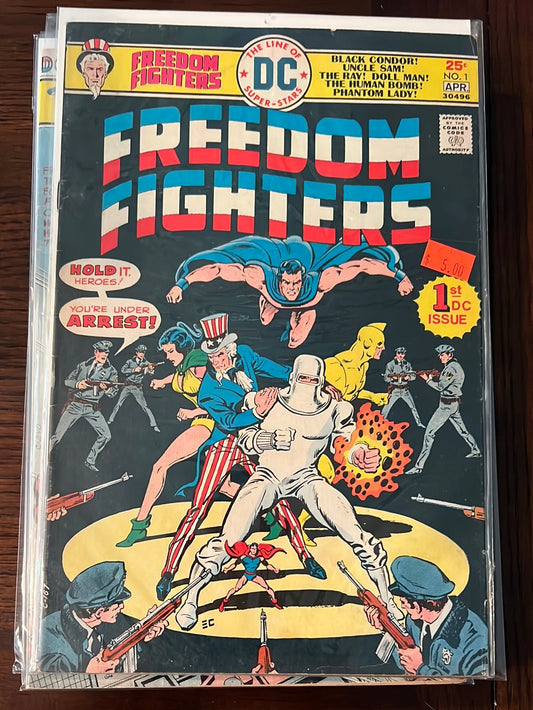 FREEDOM
FIGHTERS
THE LINE OF
DC
SUPER-STARS
BLACK CONDOR!
UNCLE SAM!
THE RAY! DOLL MAN!
THE HUMAN BOMB!
PHANTOM LADY!
25¢
NO. 1
APR.
30496
APPROVED
BY THE
COMICS
CODE
AUTHORITY
FREEDOM
FIGHTERS
$ 5.00
HOLD IT,
HEROES!
YOU'RE UNDER
ARREST!
1st
DC
ISSUE
EC